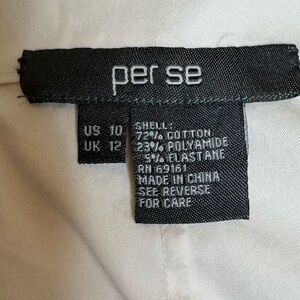 per se
US 10
UK 12
SHELL:
72% COTTON
23% POLYAMIDE
5% ELASTANE
RN 69161
MADE IN CHINA
SEE REVERSE
FOR CARE